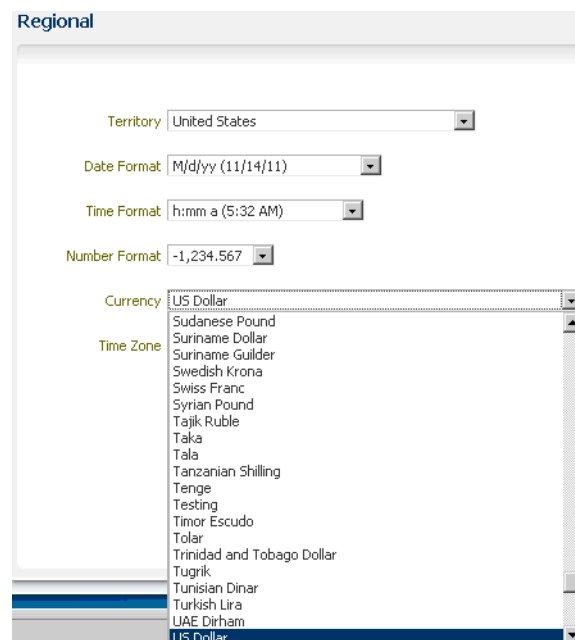 Regional
Territory United States
Date Format M/d/yy (11/14/11)
Time Format h:mm a (5:32 AM)
Number Format -1,234.567
Currency US Dollar
Sudanese Pound
Suriname Dollar
Time Zone
Suriname Guilder
Swedish Krona
Swiss Franc
Syrian Pound
Tajik Ruble
Taka
Tala
Tanzanian Shilling
Tenge
Testing
Timor Escudo
Tolar
Trinidad and Tobago Dollar
Tugrik
Tunisian Dinar
Turkish Lira
UAE Dirham
US Dollar